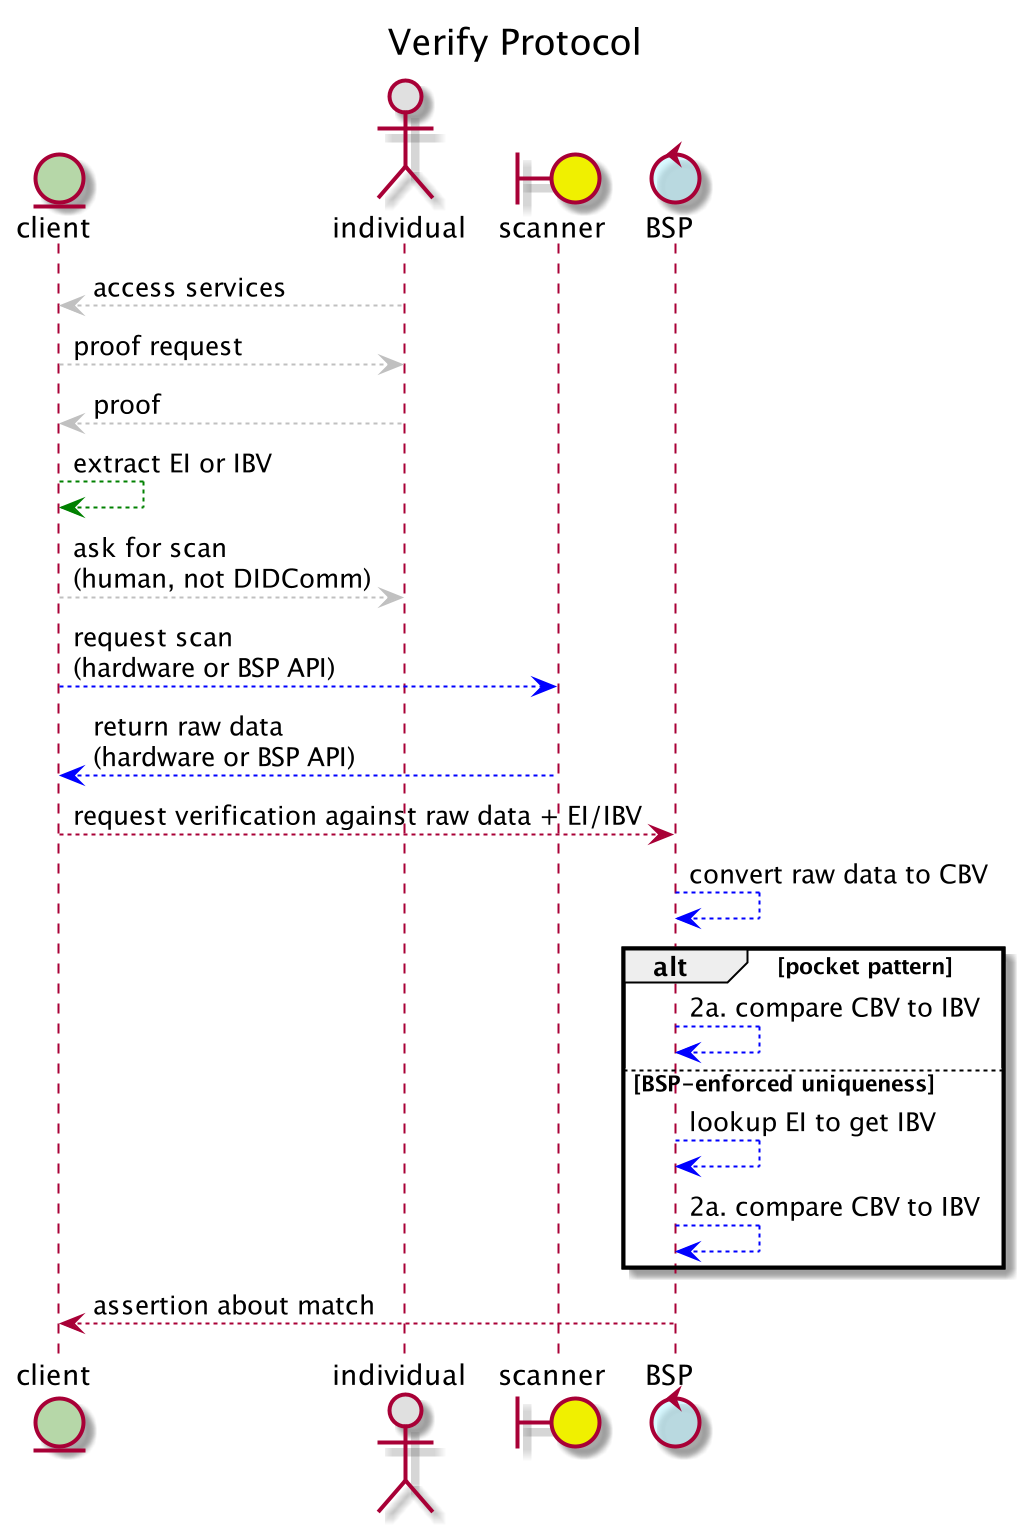 Verify Protocol
client
individual
scanner
BSP
access services
proof request
proof
extract EI or IBV
ask for scan
(human, not DIDComm)
request scan
(hardware or BSP API)
return raw data
(hardware or BSP API)
request verification against raw data + EI/IBV
convert raw data to CBV
alt
[pocket pattern]
2a. compare CBV to IBV
[BSP-enforced uniqueness]
lookup EI to get IBV
2a. compare CBV to IBV
assertion about match
client
individual
scanner
BSP